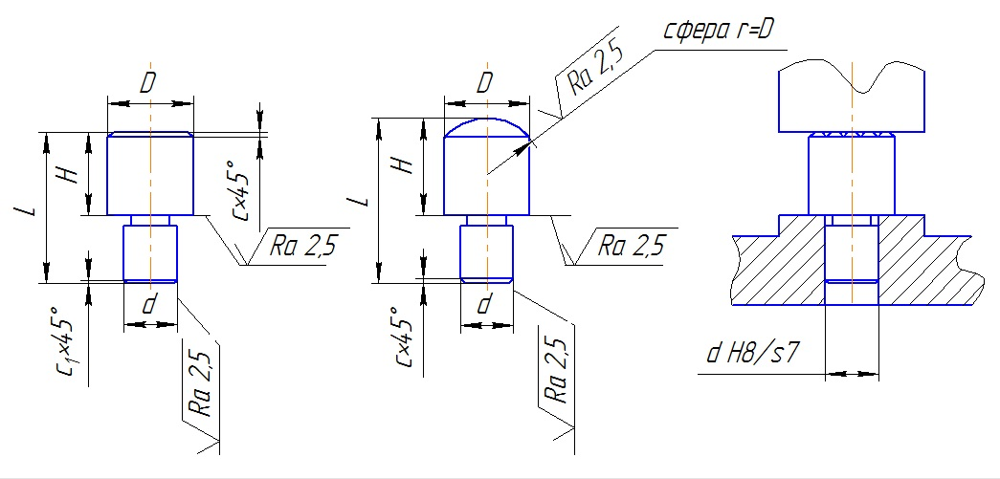 D
H
L
c×45°
Ra 2,5
c₁×45°
d
Ra 2,5
D
H
L
Ra 2,5
сфера r=D
Ra 2,5
c×45°
d
Ra 2,5
d H8/s7